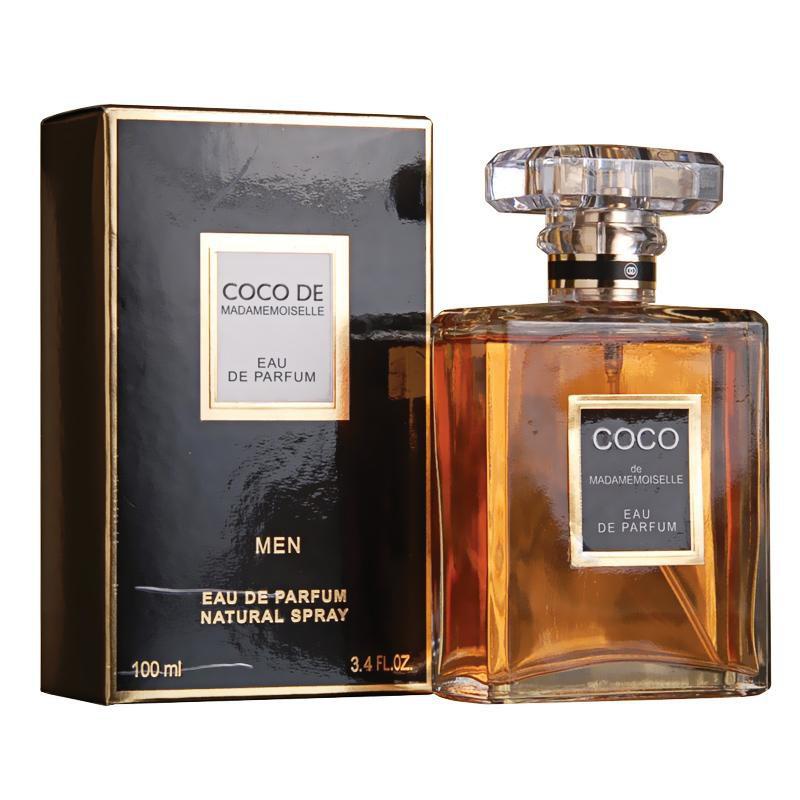 COCO DE
MADAMEMOISELLE
EAU
DE PARFUM
MEN
EAU DE PARFUM
NATURAL SPRAY
100 ml
3.4 FL.OZ.
COCO
de
MADAMEMOISELLE
EAU
DE PARFUM